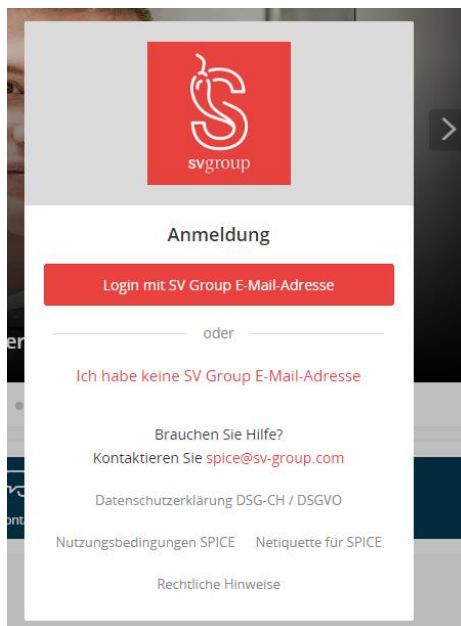 svgroup
Anmeldung
Login mit SV Group E-Mail-Adresse
oder
Ich habe keine SV Group E-Mail-Adresse
Brauchen Sie Hilfe?
Kontaktieren Sie spice@sv-group.com
Datenschutzerklärung DSG-CH / DSGVO
Nutzungsbedingungen SPICE Netiquette für SPICE
Rechtliche Hinweise